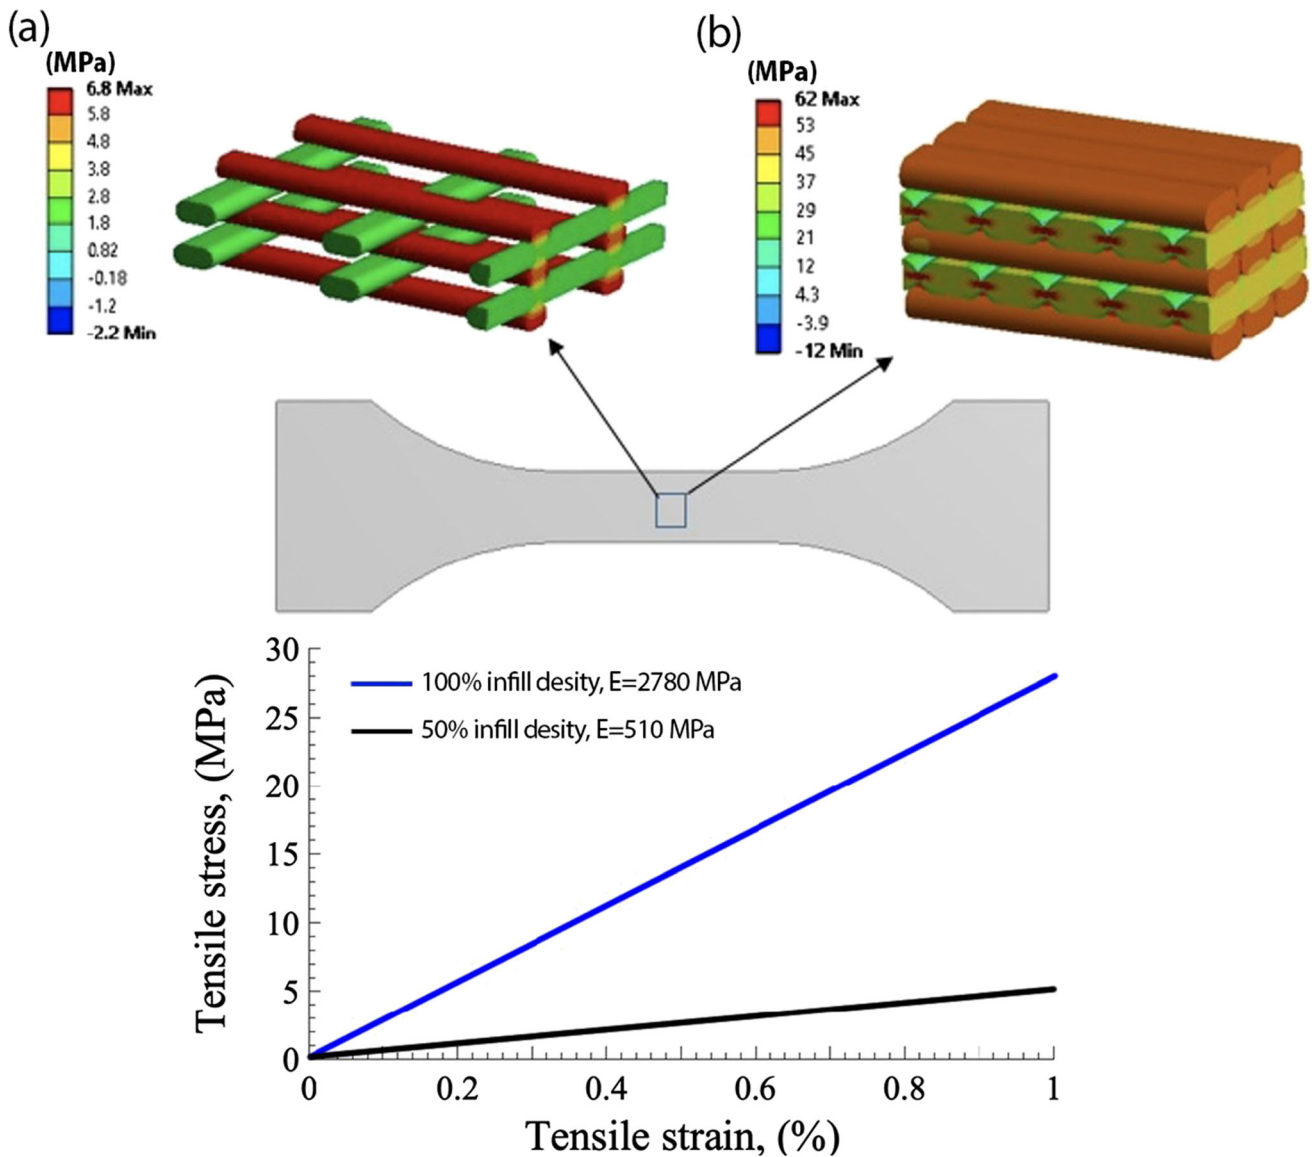 (a)
(MPa)
6.8 Max
5.8
4.8
3.8
2.8
1.8
0.82
-0.18
-1.2
-2.2 Min
(b)
(MPa)
62 Max
53
45
37
29
21
12
4.3
-3.9
-12 Min
100% infill desity, E=2780 MPa
50% infill desity, E=510 MPa
Tensile stress, (MPa)
30
25
20
15
10
5
0
0 0.2 0.4 0.6 0.8 1
Tensile strain, (%)